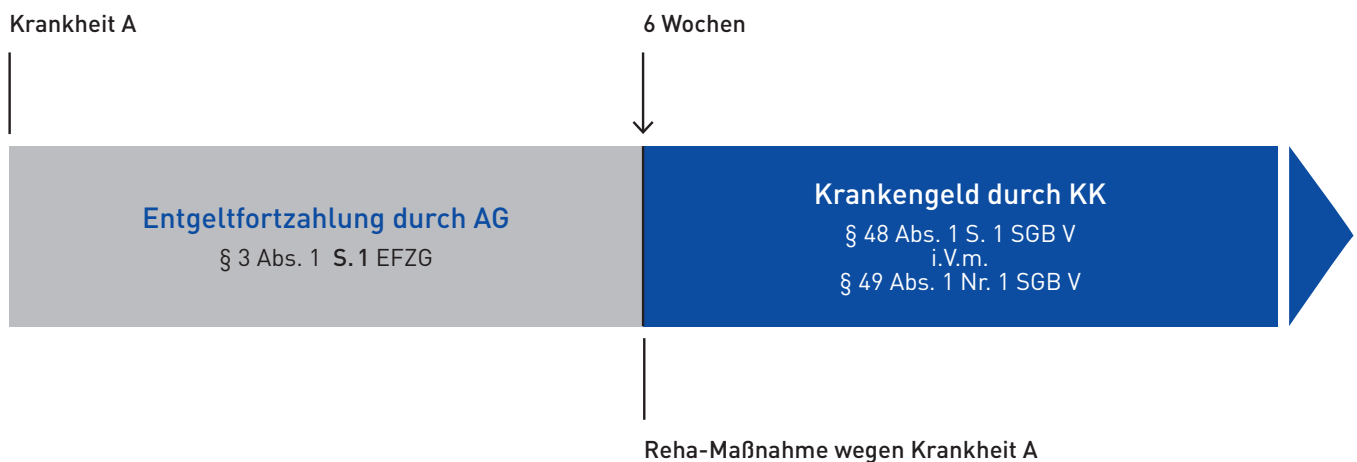 Krankheit A
6 Wochen
Entgeltfortzahlung durch AG
§ 3 Abs. 1 S. 1 EFZG
Krankengeld durch KK
§ 48 Abs. 1 S. 1 SGB V
i.V.m.
§ 49 Abs. 1 Nr. 1 SGB V
Reha-Maßnahme wegen Krankheit A